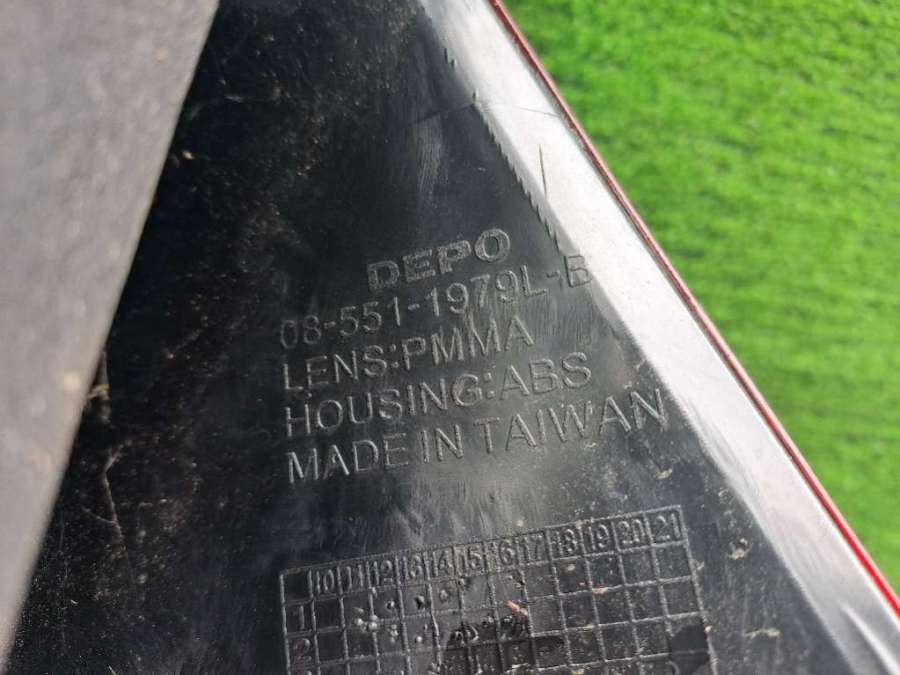 DEPO
08-551-1979L-B
LENS:PMMA
HOUSING:ABS
MADE IN TAIWAN
10 11 12 13 14 15 16 17 18 19 20 21
1
2